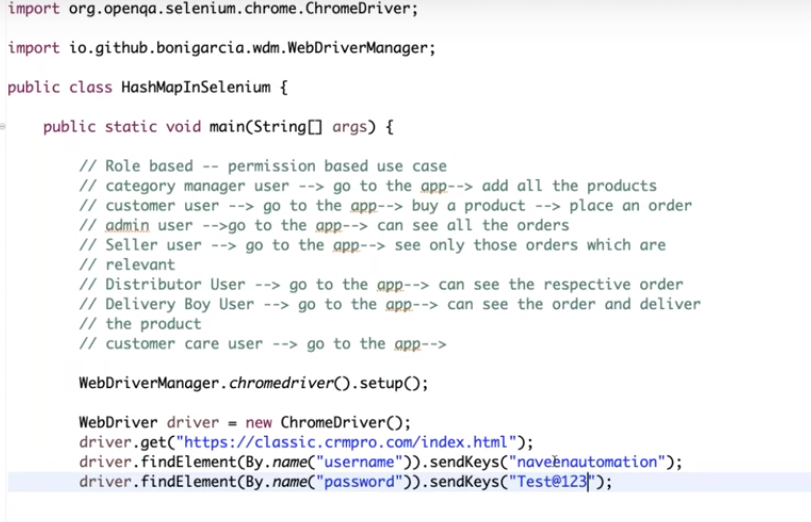 import org.openqa.selenium.chrome.ChromeDriver;
import io.github.bonigarcia.wdm.WebDriverManager;
public class HashMapInSelenium {
public static void main(String[] args) {
// Role based -- permission based use case
// category manager user --> go to the app--> add all the products
// customer user --> go to the app--> buy a product --> place an order
// admin user -->go to the app--> can see all the orders
// Seller user --> go to the app--> see only those orders which are
// relevant
// Distributor User --> go to the app--> can see the respective order
// Delivery Boy User --> go to the app--> can see the order and deliver
// the product
// customer care user --> go to the app-->
WebDriverManager.chromedriver().setup();
WebDriver driver = new ChromeDriver();
driver.get("https://classic.crmpro.com/index.html");
driver.findElement(By.name("username")).sendKeys("naveenautomation");
driver.findElement(By.name("password")).sendKeys("Test@123");